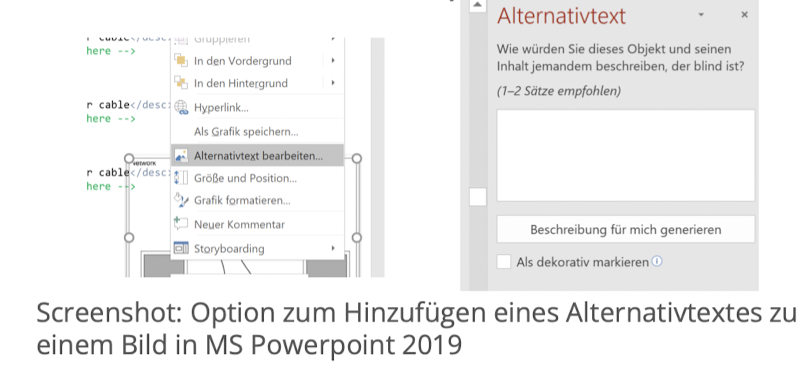 here -->
Gruppieren
In den Vordergrund
In den Hintergrund
r cable</desc>
here -->
Hyperlink...
Als Grafik speichern...
Alternativtext bearbeiten...
Network
r cable</desc>
here -->
Größe und Position...
Grafik formatieren...
Neuer Kommentar
Storyboarding
Alternativtext
Wie würden Sie dieses Objekt und seinen
Inhalt jemandem beschreiben, der blind ist?
(1–2 Sätze empfohlen)
Beschreibung für mich generieren
Als dekorativ markieren
Screenshot: Option zum Hinzufügen eines Alternativtextes zu
einem Bild in MS Powerpoint 2019